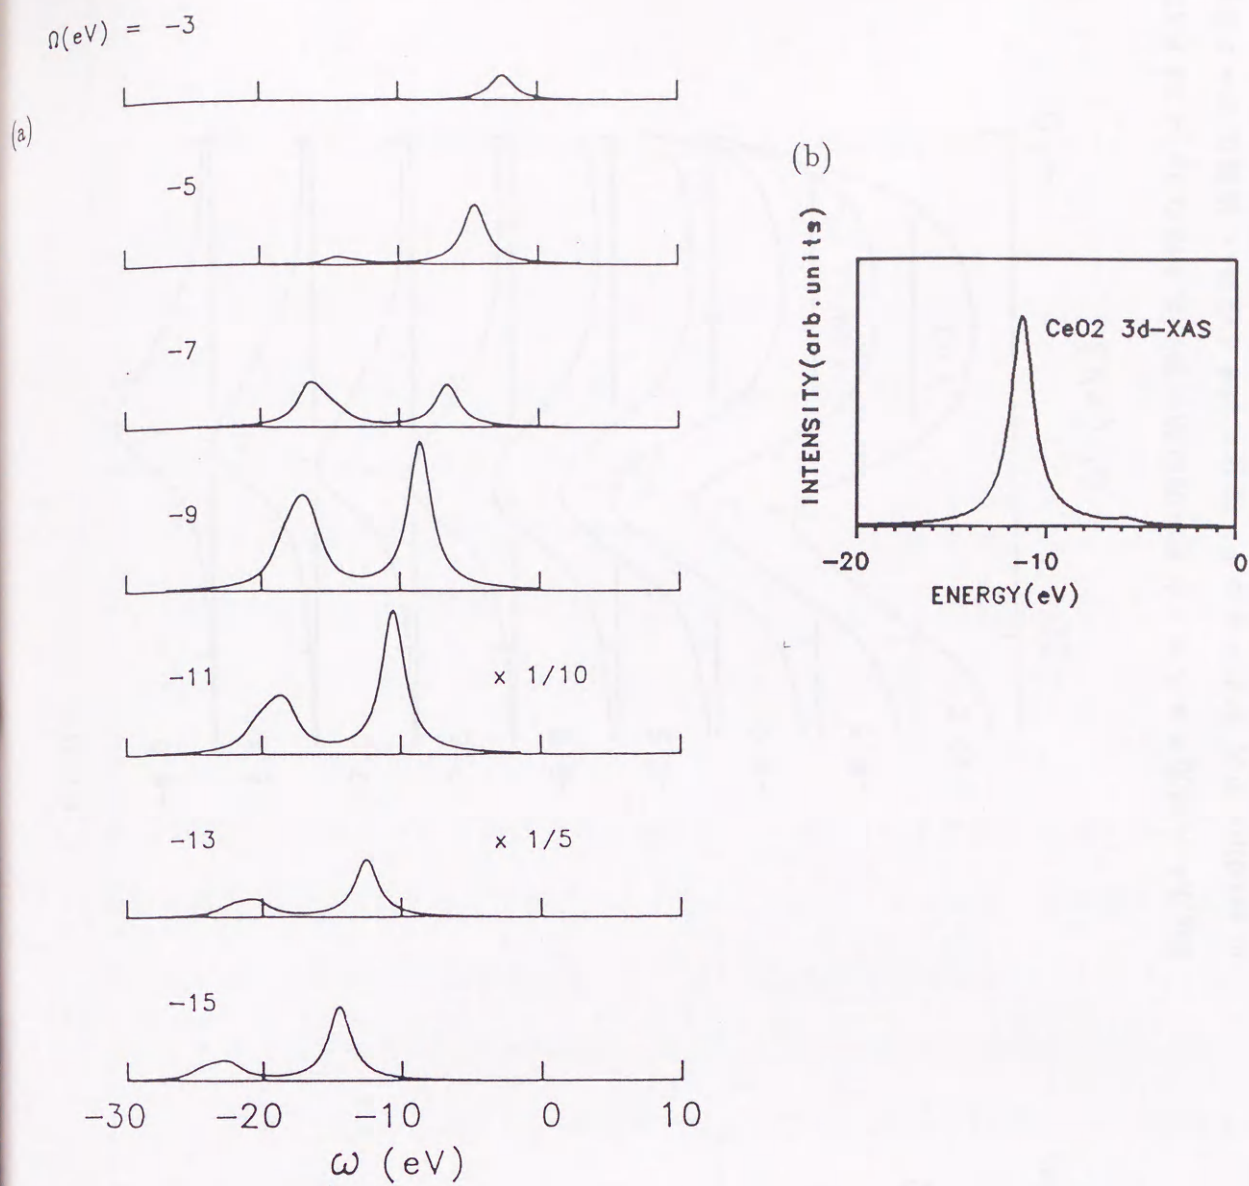 Ω(eV) = -3
(a)
-5
-7
-9
-11 x 1/10
-13 x 1/5
-15
-30 -20 -10 0 10
ω (eV)
(b)
INTENSITY(arb.units)
CeO2 3d-XAS
-20 -10 0
ENERGY(eV)